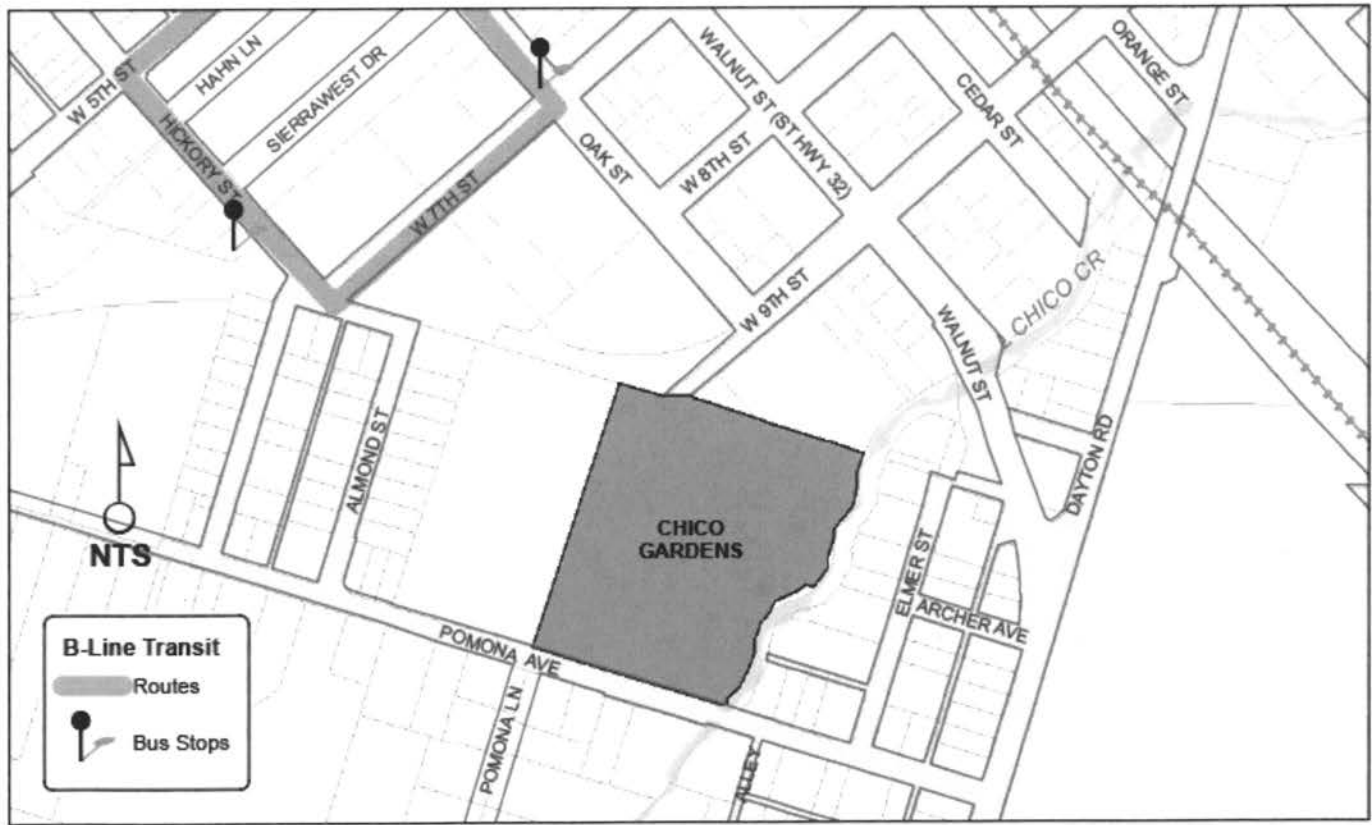 W 5TH ST
HAHN LN
SIERRAWEST DR
HICKORY ST
W 7TH ST
OAK ST
W 8TH ST
WALNUT ST (ST HWY 32)
CEDAR ST
ORANGE ST
W 9TH ST
WALNUT ST
CHICO CR
DAYTON RD
ALMOND ST
NTS
CHICO
GARDENS
ELMER ST
ARCHER AVE
POMONA AVE
POMONA LN
ALLEY
B-Line Transit
Routes
Bus Stops